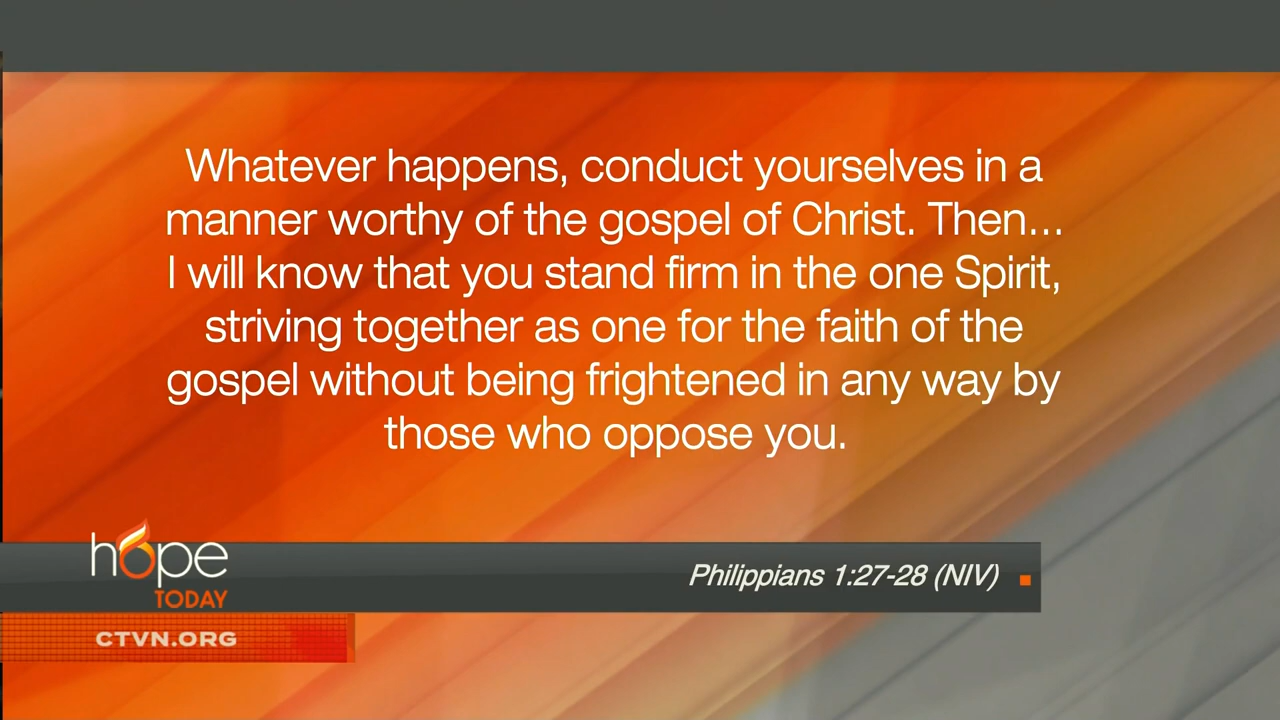 Whatever happens, conduct yourselves in a
manner worthy of the gospel of Christ. Then...
I will know that you stand firm in the one Spirit,
striving together as one for the faith of the
gospel without being frightened in any way by
those who oppose you.
hope
TODAY
Philippians 1:27-28 (NIV)
CTVN.ORG